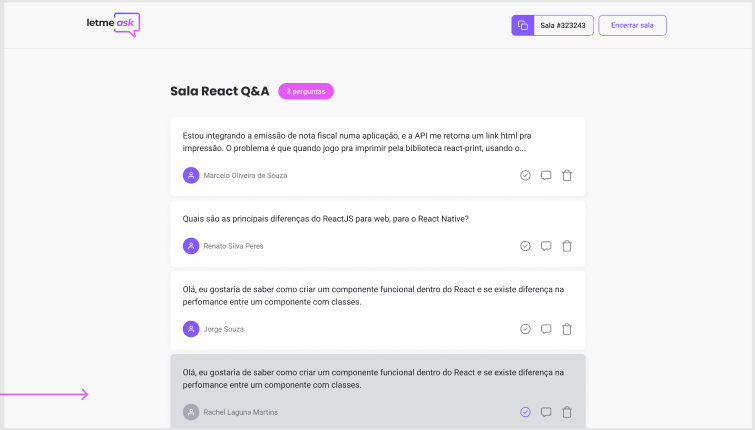 letmeask
Sala #323243
Encerrar sala
Sala React Q&A
3 perguntas
Estou integrando a emissão de nota fiscal numa aplicação, e a API me retorna um link html pra
impressão. O problema é que quando jogo pra imprimir pela biblioteca react-print, usando o...
Marcelo Oliveira de Souza
Quais são as principais diferenças do ReactJS para web, para o React Native?
Renato Silva Peres
Olá, eu gostaria de saber como criar um componente funcional dentro do React e se existe diferença na
perfomance entre um componente com classes.
Jorge Souza
Olá, eu gostaria de saber como criar um componente funcional dentro do React e se existe diferença na
perfomance entre um componente com classes.
Rachel Laguna Martins